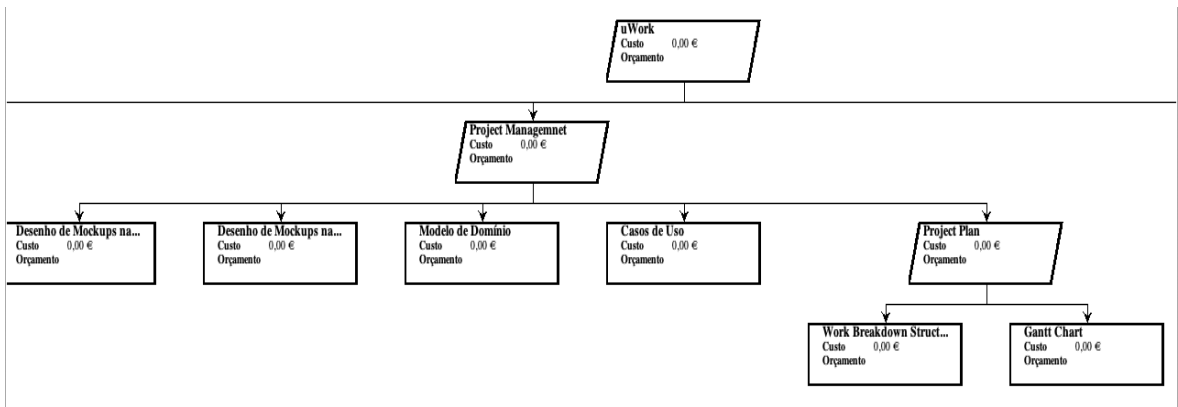 uWork
Custo 0,00 €
Orçamento
Project Managemnet
Custo 0,00 €
Orçamento
Desenho de Mockups na...
Custo 0,00 €
Orçamento
Desenho de Mockups na...
Custo 0,00 €
Orçamento
Modelo de Domínio
Custo 0,00 €
Orçamento
Casos de Uso
Custo 0,00 €
Orçamento
Project Plan
Custo 0,00 €
Orçamento
Work Breakdown Struct...
Custo 0,00 €
Orçamento
Gantt Chart
Custo 0,00 €
Orçamento